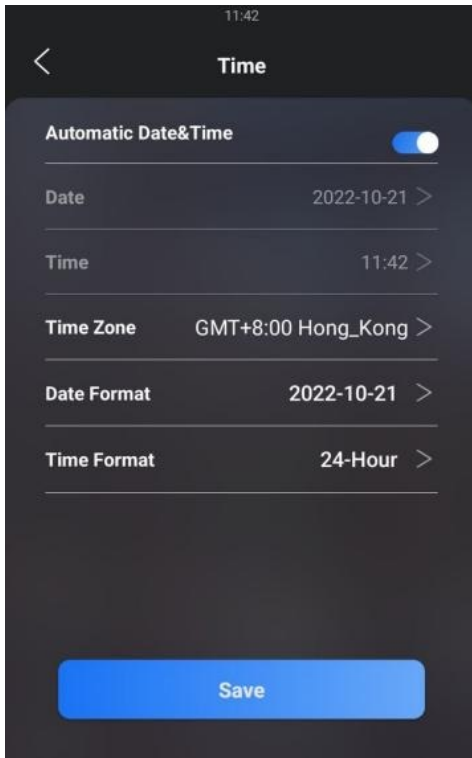 11:42
Time
Automatic Date&Time
Date 2022-10-21 >
Time 11:42 >
Time Zone GMT+8:00 Hong_Kong >
Date Format 2022-10-21 >
Time Format 24-Hour >
Save